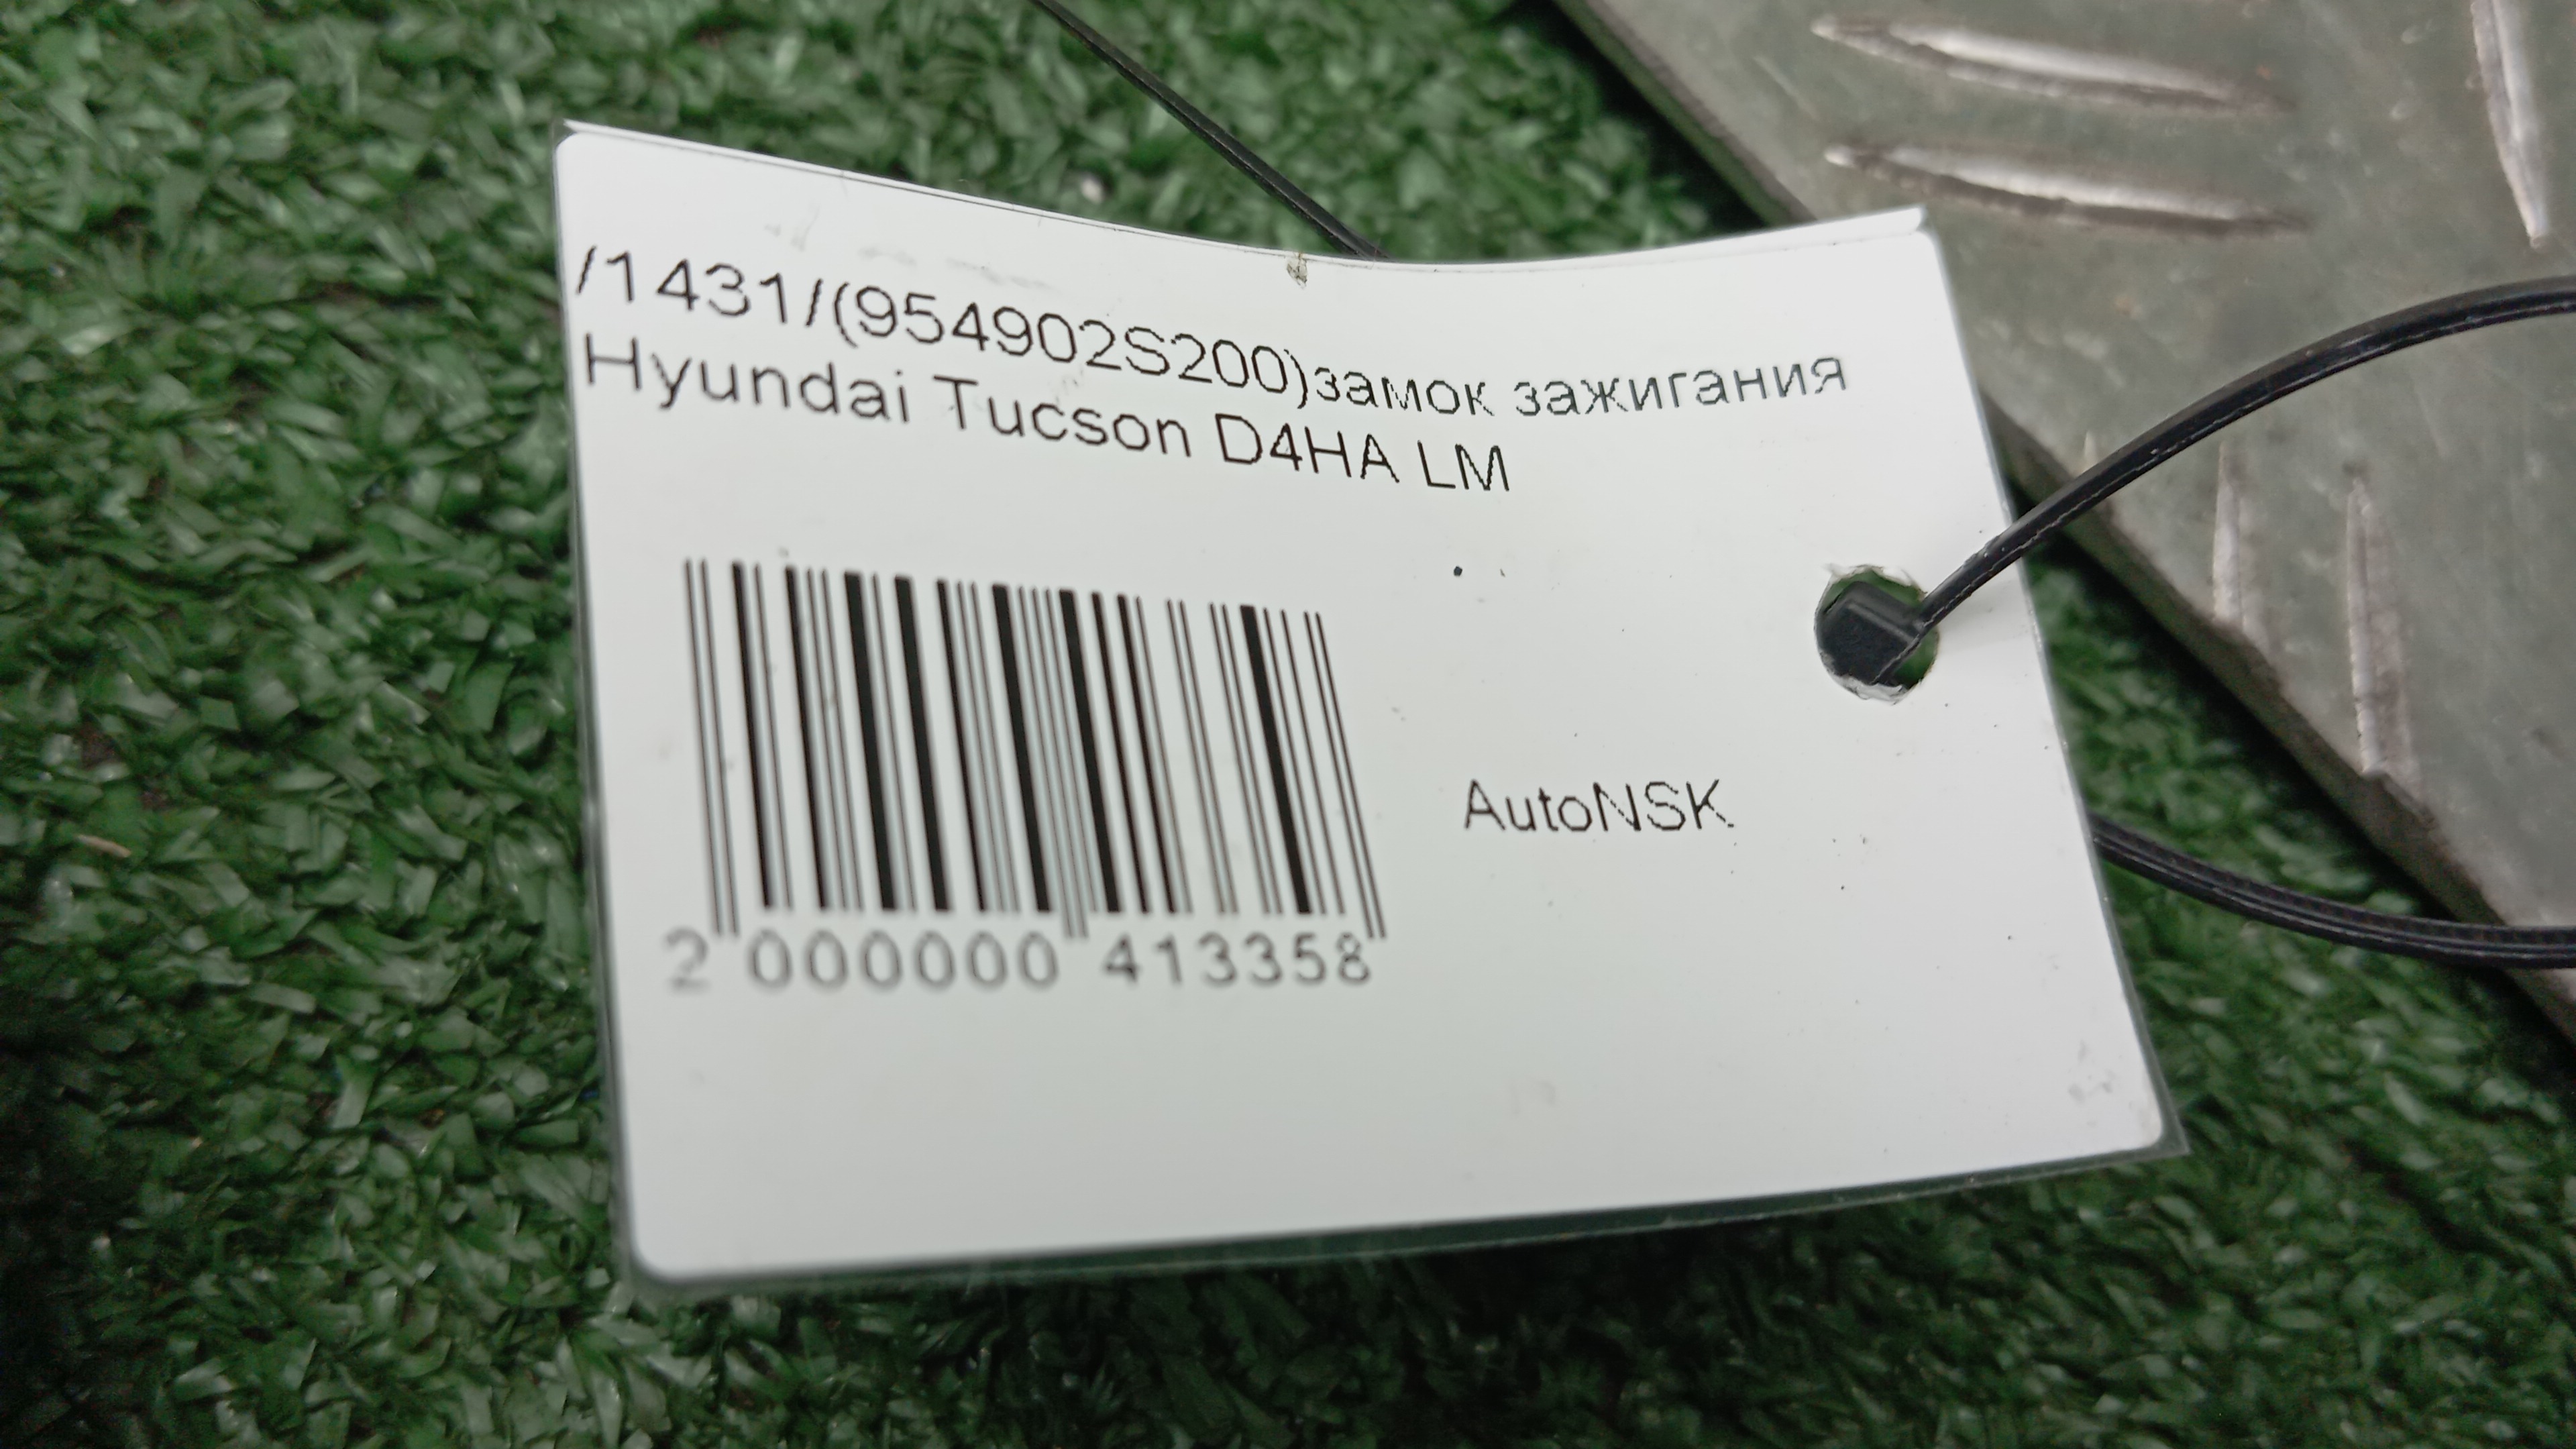 /1431/(954902S200)замок зажигания
Hyundai Tucson D4HA LM
AutoNSK
2 000000 413358